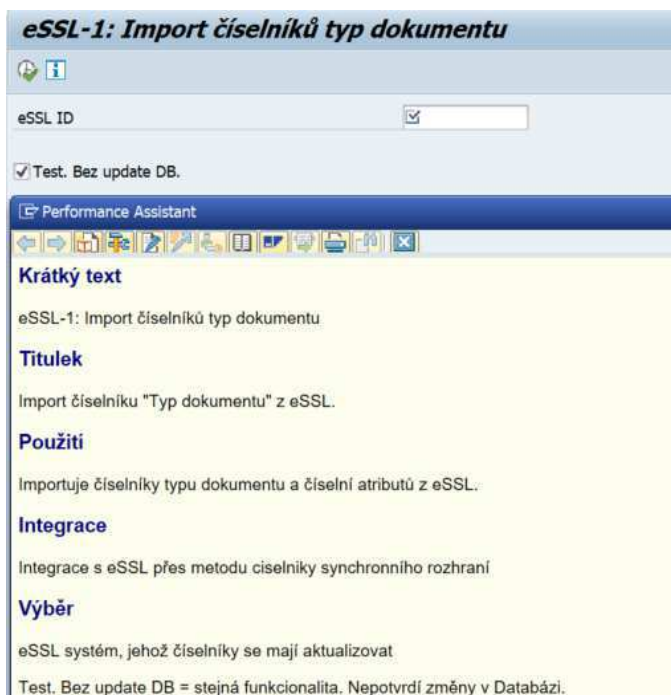 eSSL-1: Import číselníků typ dokumentu
eSSL ID
Test. Bez update DB.
Performance Assistant
Krátký text
eSSL-1: Import číselníků typ dokumentu
Titulek
Import číselníku "Typ dokumentu" z eSSL.
Použití
Importuje číselníky typu dokumentu a číselní atributů z eSSL.
Integrace
Integrace s eSSL přes metodu ciselniky synchronního rozhraní
Výběr
eSSL systém, jehož číselníky se mají aktualizovat
Test. Bez update DB = stejná funkcionalita. Nepotvrdí změny v Databázi.